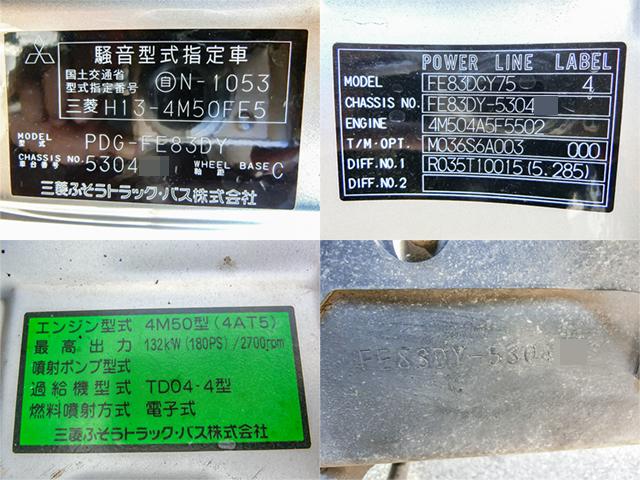 騒音型式指定車
国土交通省
型式指定番号 自N-1053
三菱 H13-4M50FE5
MODEL
型式 PDG-FE83DY
CHASSIS NO.
車台番号 5304 WHEEL BASE
軸距 C
三菱ふそうトラック・バス株式会社
POWER LINE LABEL
MODEL FE83DCY75 4
CHASSIS NO. FE83DY-5304
ENGINE 4M504A5F5502
T/M・OPT. M036S6A003 000
DIFF.NO.1 R035T10015(5.285)
DIFF.NO.2
エンジン型式 4M50型(4AT5)
最高出力 132kW(180PS)/2700rpm
噴射ポンプ型式
過給機型式 TD04-4型
燃料噴射方式 電子式
三菱ふそうトラック・バス株式会社
FE83DY-5304